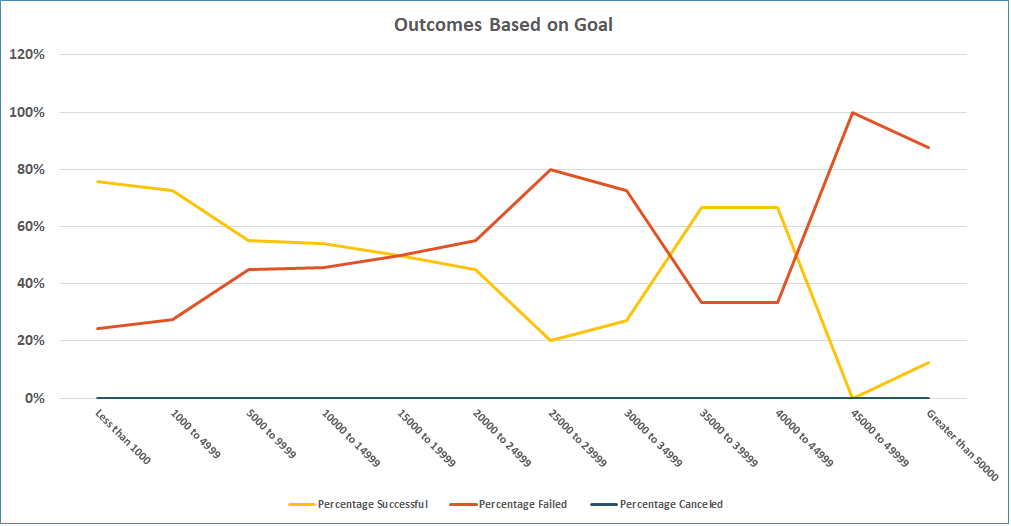 Outcomes Based on Goal
120%
100%
80%
60%
40%
20%
0%
Less than 1000
1000 to 4999
5000 to 9999
10000 to 14999
15000 to 19999
20000 to 24999
25000 to 29999
30000 to 34999
35000 to 39999
40000 to 44999
45000 to 49999
Greater than 50000
Percentage Successful
Percentage Failed
Percentage Canceled